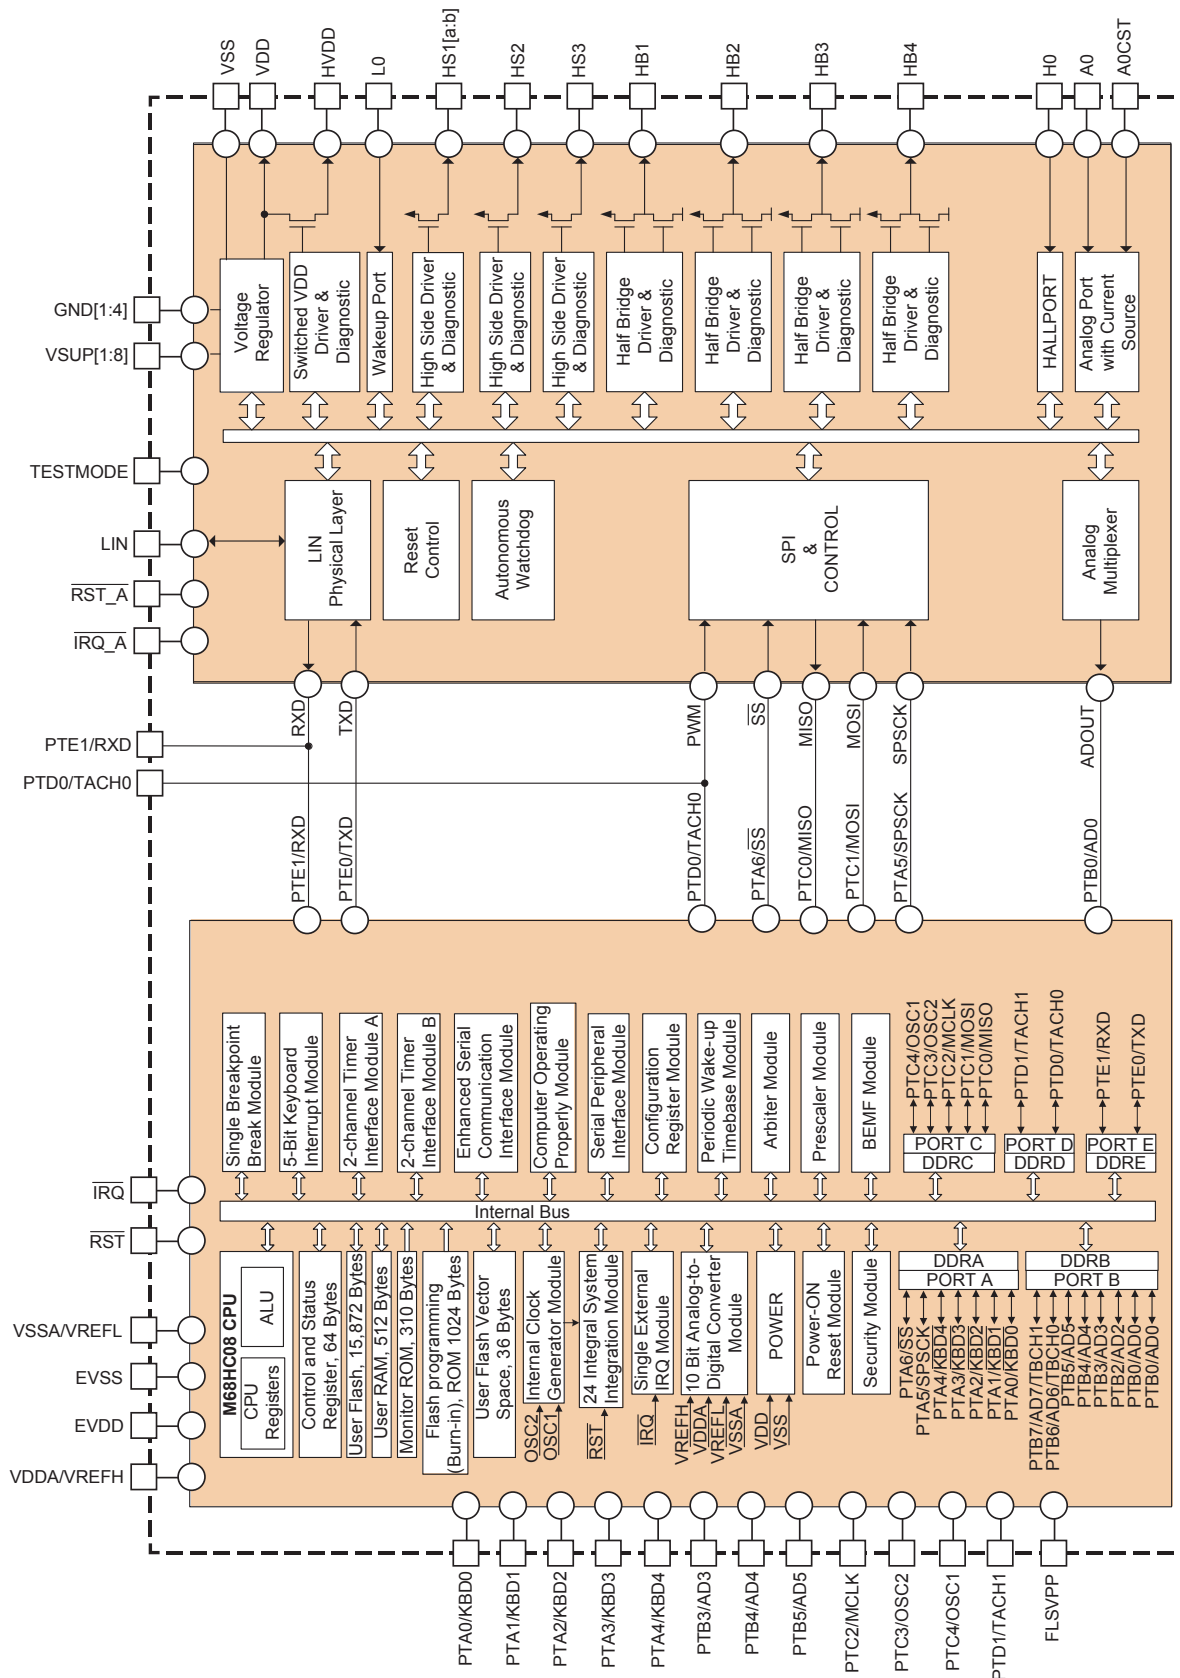 VSS
VDD
HVDD
L0
HS1[a:b]
HS2
HS3
HB1
HB2
HB3
HB4
H0
A0
A0CST
GND[1:4]
VSUP[1:8]
TESTMODE
LIN
RST_A
IRQ_A
PTE1/RXD
PTD0/TACH0
IRQ
RST
VSSA/VREFL
EVSS
EVDD
VDDA/VREFH
Voltage
Regulator
Switched VDD
Driver &
Diagnostic
Wakeup Port
High Side Driver
& Diagnostic
High Side Driver
& Diagnostic
High Side Driver
& Diagnostic
Half Bridge
Driver &
Diagnostic
Half Bridge
Driver &
Diagnostic
Half Bridge
Driver &
Diagnostic
Half Bridge
Driver &
Diagnostic
HALLPORT
Analog Port
with Current
Source
LIN
Physical Layer
Reset
Control
Autonomous
Watchdog
SPI
&
CONTROL
Analog
Multiplexer
RXD
TXD
PWM
SS
MISO
MOSI
SPSCK
ADOUT
PTE1/RXD
PTE0/TXD
PTD0/TACH0
PTA6/SS
PTC0/MISO
PTC1/MOSI
PTA5/SPSCK
PTB0/AD0
Single Breakpoint
Break Module
5-Bit Keyboard
Interrupt Module
2-channel Timer
Interface Module A
2-channel Timer
Interface Module B
Enhanced Serial
Communication
Interface Module
Computer Operating
Properly Module
Serial Peripheral
Interface Module
Configuration
Register Module
Periodic Wake-up
Timebase Module
Arbiter Module
Prescaler Module
BEMF Module
PTC4/OSC1
PTC3/OSC2
PTC2/MCLK
PTC1/MOSI
PTC0/MISO
PORT C
DDRC
PTD1/TACH1
PTD0/TACH0
PORT D
DDRD
PTE1/RXD
PTE0/TXD
PORT E
DDRE
Internal Bus
M68HC08 CPU
CPU
Registers
ALU
Control and Status
Register, 64 Bytes
User Flash, 15,872 Bytes
User RAM, 512 Bytes
Monitor ROM, 310 Bytes
Flash programming
(Burn-in), ROM 1024 Bytes
User Flash Vector
Space, 36 Bytes
OSC2
OSC1
Internal Clock
Generator Module
RST
24 Integral System
Integration Module
IRQ
Single External
IRQ Module
VREFH
VDDA
VREFL
VSSA
10 Bit Analog-to-
Digital Converter
Module
VDD
VSS
POWER
Power-ON
Reset Module
Security Module
DDRA
PORT A
PTA6/SS
PTA5/SPSCK
PTA4/KBD4
PTA3/KBD3
PTA2/KBD2
PTA1/KBD1
PTA0/KBD0
DDRB
PORT B
PTB7/AD7/TBCH1
PTB6/AD6/TBCH0
PTB5/AD5
PTB4/AD4
PTB3/AD3
PTB2/AD2
PTB0/AD0
PTB0/AD0
PTA0/KBD0
PTA1/KBD1
PTA2/KBD2
PTA3/KBD3
PTA4/KBD4
PTB3/AD3
PTB4/AD4
PTB5/AD5
PTC2/MCLK
PTC3/OSC2
PTC4/OSC1
PTD1/TACH1
FLSVPP